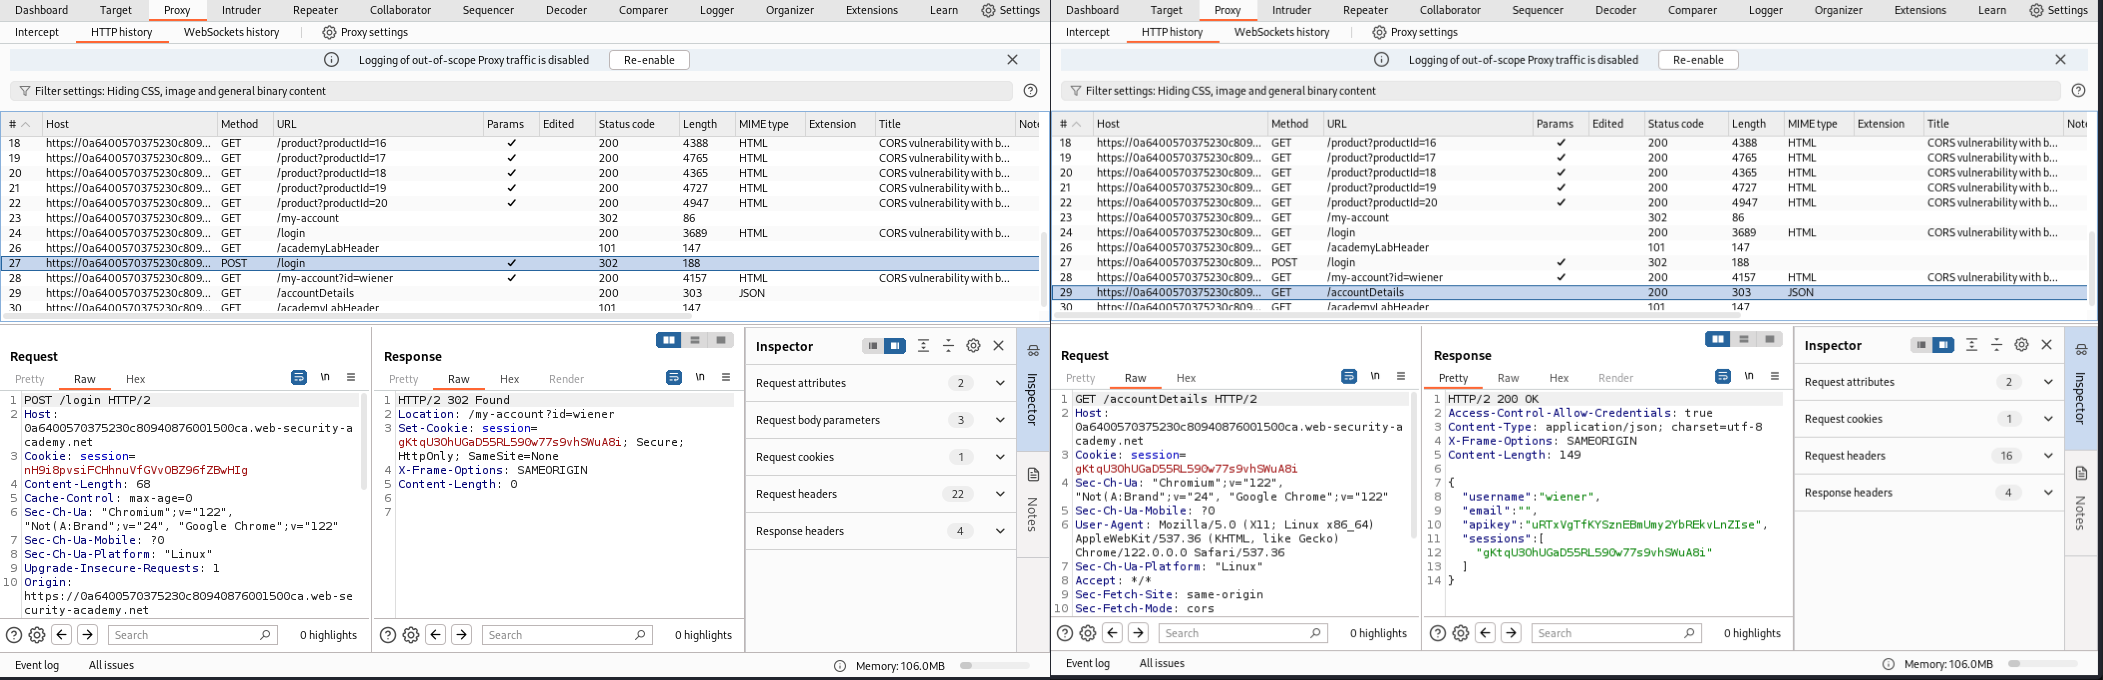 Dashboard Target Proxy Intruder Repeater Collaborator Sequencer Decoder Comparer Logger Organizer Extensions Learn Settings
Intercept HTTP history WebSockets history Proxy settings
Logging of out-of-scope Proxy traffic is disabled Re-enable
Filter settings: Hiding CSS, image and general binary content
# Host Method URL Params Edited Status code Length MIME type Extension Title Note
18 https://0a6400570375230c809... GET /product?productId=16 ✓ 200 4388 HTML CORS vulnerability with b...
19 https://0a6400570375230c809... GET /product?productId=17 ✓ 200 4765 HTML CORS vulnerability with b...
20 https://0a6400570375230c809... GET /product?productId=18 ✓ 200 4365 HTML CORS vulnerability with b...
21 https://0a6400570375230c809... GET /product?productId=19 ✓ 200 4727 HTML CORS vulnerability with b...
22 https://0a6400570375230c809... GET /product?productId=20 ✓ 200 4947 HTML CORS vulnerability with b...
23 https://0a6400570375230c809... GET /my-account 302 86
24 https://0a6400570375230c809... GET /login 200 3689 HTML CORS vulnerability with b...
26 https://0a6400570375230c809... GET /academyLabHeader 101 147
27 https://0a6400570375230c809... POST /login ✓ 302 188
28 https://0a6400570375230c809... GET /my-account?id=wiener ✓ 200 4157 HTML CORS vulnerability with b...
29 https://0a6400570375230c809... GET /accountDetails 200 303 JSON
30 https://0a6400570375230c809... GET /academyLabHeader 101 147
Request
Pretty Raw Hex \n
1 POST /login HTTP/2
2 Host:
0a6400570375230c80940876001500ca.web-security-a
cademy.net
3 Cookie: session=
nH9i8pvsiFCHhnuVfGVvOBZ96fZBwHIg
4 Content-Length: 68
5 Cache-Control: max-age=0
6 Sec-Ch-Ua: "Chromium";v="122",
"Not(A:Brand";v="24", "Google Chrome";v="122"
7 Sec-Ch-Ua-Mobile: ?0
8 Sec-Ch-Ua-Platform: "Linux"
9 Upgrade-Insecure-Requests: 1
10 Origin:
https://0a6400570375230c80940876001500ca.web-se
curity-academy.net
Search 0 highlights
Response
Pretty Raw Hex Render \n
1 HTTP/2 302 Found
2 Location: /my-account?id=wiener
3 Set-Cookie: session=
gKtqU3OhUGaD55RL590w77s9vhSWuA8i; Secure;
HttpOnly; SameSite=None
4 X-Frame-Options: SAMEORIGIN
5 Content-Length: 0
6
7
Search 0 highlights
Inspector
Request attributes 2
Request body parameters 3
Request cookies 1
Request headers 22
Response headers 4
Inspector
Notes
Event log All issues Memory: 106.0MB
Dashboard Target Proxy Intruder Repeater Collaborator Sequencer Decoder Comparer Logger Organizer Extensions Learn Settings
Intercept HTTP history WebSockets history Proxy settings
Logging of out-of-scope Proxy traffic is disabled Re-enable
Filter settings: Hiding CSS, image and general binary content
# Host Method URL Params Edited Status code Length MIME type Extension Title Note
18 https://0a6400570375230c809... GET /product?productId=16 ✓ 200 4388 HTML CORS vulnerability with b...
19 https://0a6400570375230c809... GET /product?productId=17 ✓ 200 4765 HTML CORS vulnerability with b...
20 https://0a6400570375230c809... GET /product?productId=18 ✓ 200 4365 HTML CORS vulnerability with b...
21 https://0a6400570375230c809... GET /product?productId=19 ✓ 200 4727 HTML CORS vulnerability with b...
22 https://0a6400570375230c809... GET /product?productId=20 ✓ 200 4947 HTML CORS vulnerability with b...
23 https://0a6400570375230c809... GET /my-account 302 86
24 https://0a6400570375230c809... GET /login 200 3689 HTML CORS vulnerability with b...
26 https://0a6400570375230c809... GET /academyLabHeader 101 147
27 https://0a6400570375230c809... POST /login ✓ 302 188
28 https://0a6400570375230c809... GET /my-account?id=wiener ✓ 200 4157 HTML CORS vulnerability with b...
29 https://0a6400570375230c809... GET /accountDetails 200 303 JSON
30 https://0a6400570375230c809... GET /academyLabHeader 101 147
Request
Pretty Raw Hex \n
1 GET /accountDetails HTTP/2
2 Host:
0a6400570375230c80940876001500ca.web-security-a
cademy.net
3 Cookie: session=
gKtqU3OhUGaD55RL590w77s9vhSWuA8i
4 Sec-Ch-Ua: "Chromium";v="122",
"Not(A:Brand";v="24", "Google Chrome";v="122"
5 Sec-Ch-Ua-Mobile: ?0
6 User-Agent: Mozilla/5.0 (X11; Linux x86_64)
AppleWebKit/537.36 (KHTML, like Gecko)
Chrome/122.0.0.0 Safari/537.36
7 Sec-Ch-Ua-Platform: "Linux"
8 Accept: */*
9 Sec-Fetch-Site: same-origin
10 Sec-Fetch-Mode: cors
Search 0 highlights
Response
Pretty Raw Hex Render \n
1 HTTP/2 200 OK
2 Access-Control-Allow-Credentials: true
3 Content-Type: application/json; charset=utf-8
4 X-Frame-Options: SAMEORIGIN
5 Content-Length: 149
6
7 {
8 "username":"wiener",
9 "email":"",
10 "apikey":"uRTxVgTfKYSznEBmUmy2YbREkvLnZIse",
11 "sessions":[
12 "gKtqU3OhUGaD55RL590w77s9vhSWuA8i"
13 ]
14 }
Search 0 highlights
Inspector
Request attributes 2
Request cookies 1
Request headers 16
Response headers 4
Inspector
Notes
Event log All issues Memory: 106.0MB